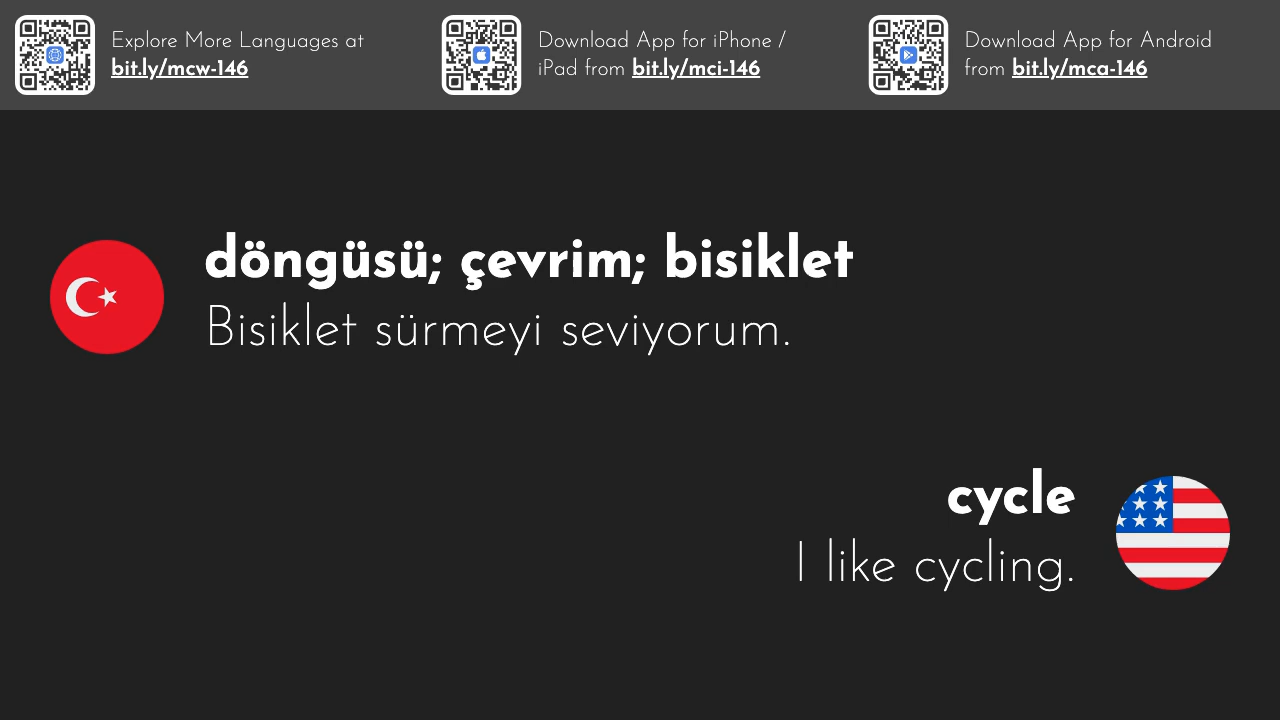 Explore More Languages at
bit.ly/mcw-146
Download App for iPhone /
iPad from bit.ly/mci-146
Download App for Android
from bit.ly/mca-146
döngüsü; çevrim; bisiklet
Bisiklet sürmeyi seviyorum.
cycle
I like cycling.